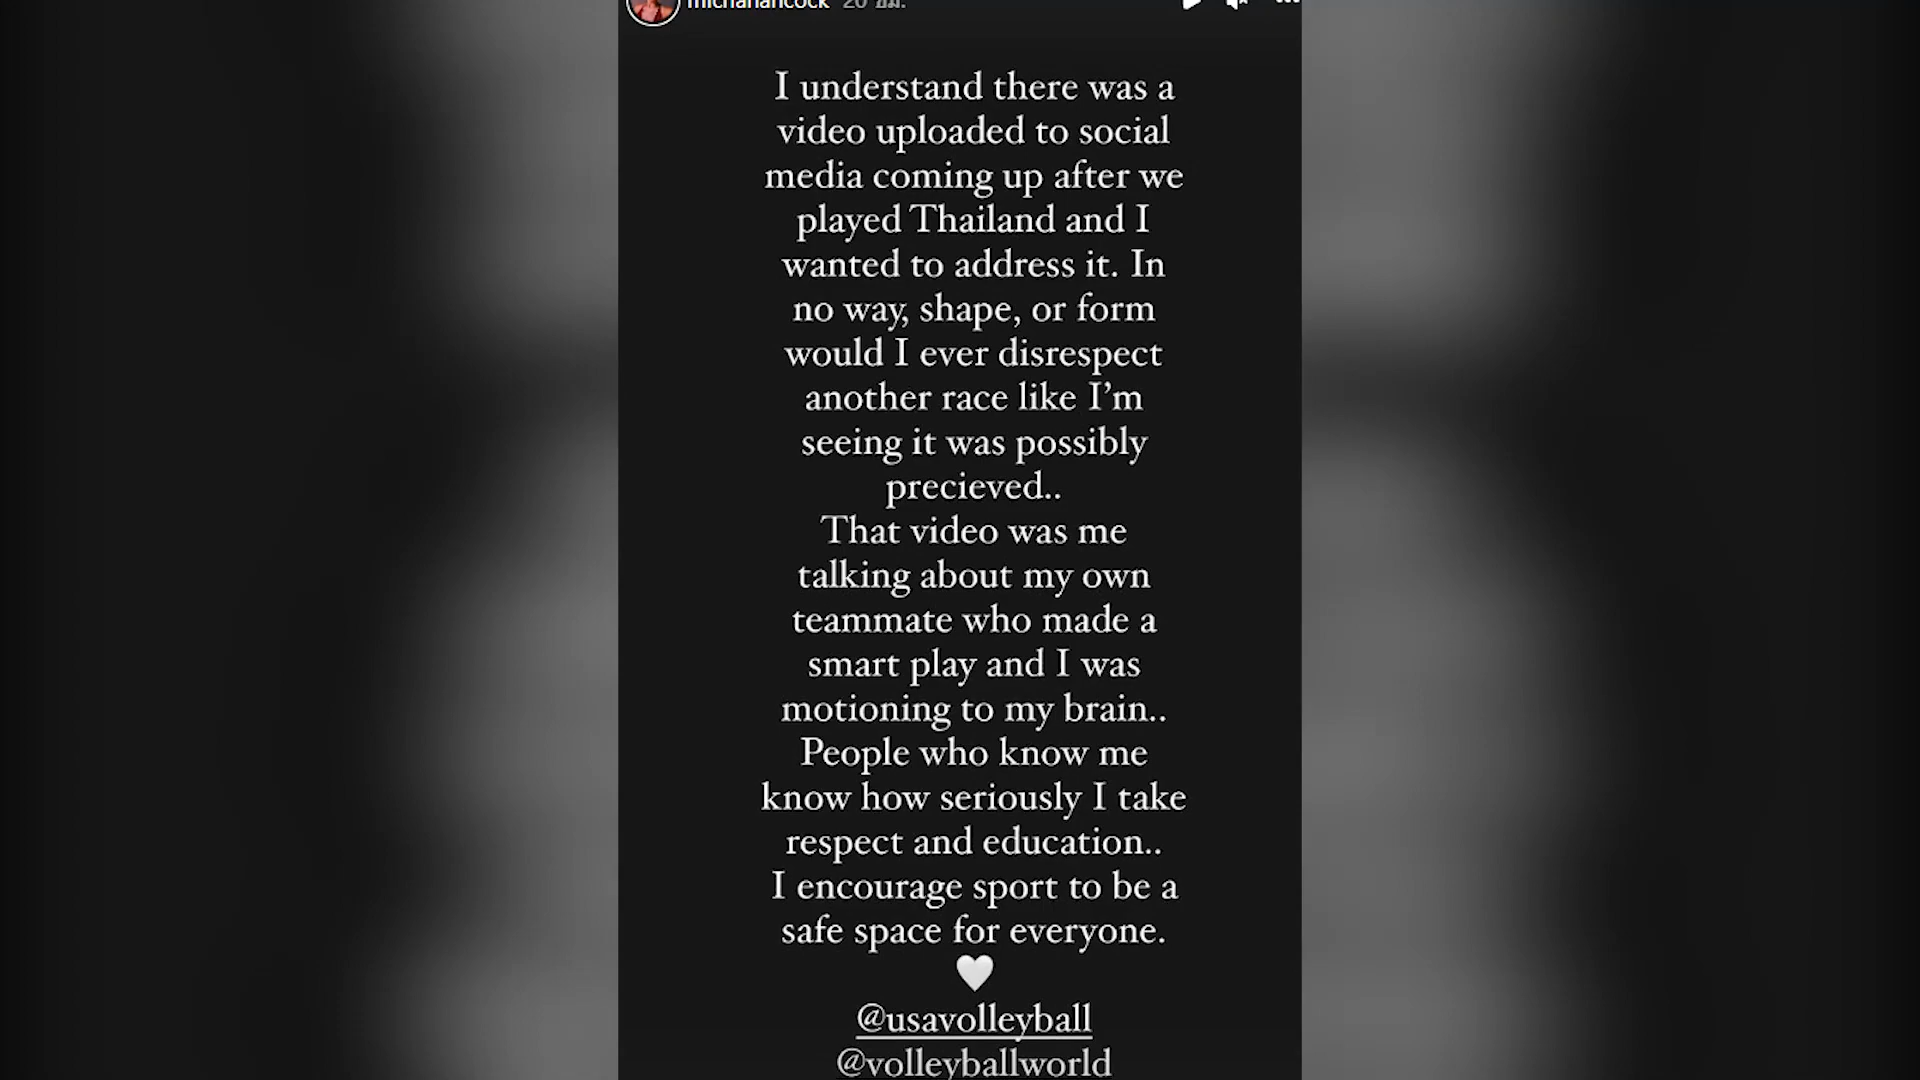 michahancock 20 ชม.
I understand there was a
video uploaded to social
media coming up after we
played Thailand and I
wanted to address it. In
no way, shape, or form
would I ever disrespect
another race like I'm
seeing it was possibly
precieved..
That video was me
talking about my own
teammate who made a
smart play and I was
motioning to my brain..
People who know me
know how seriously I take
respect and education..
I encourage sport to be a
safe space for everyone.
🤍
@usavolleyball
@volleyballworld